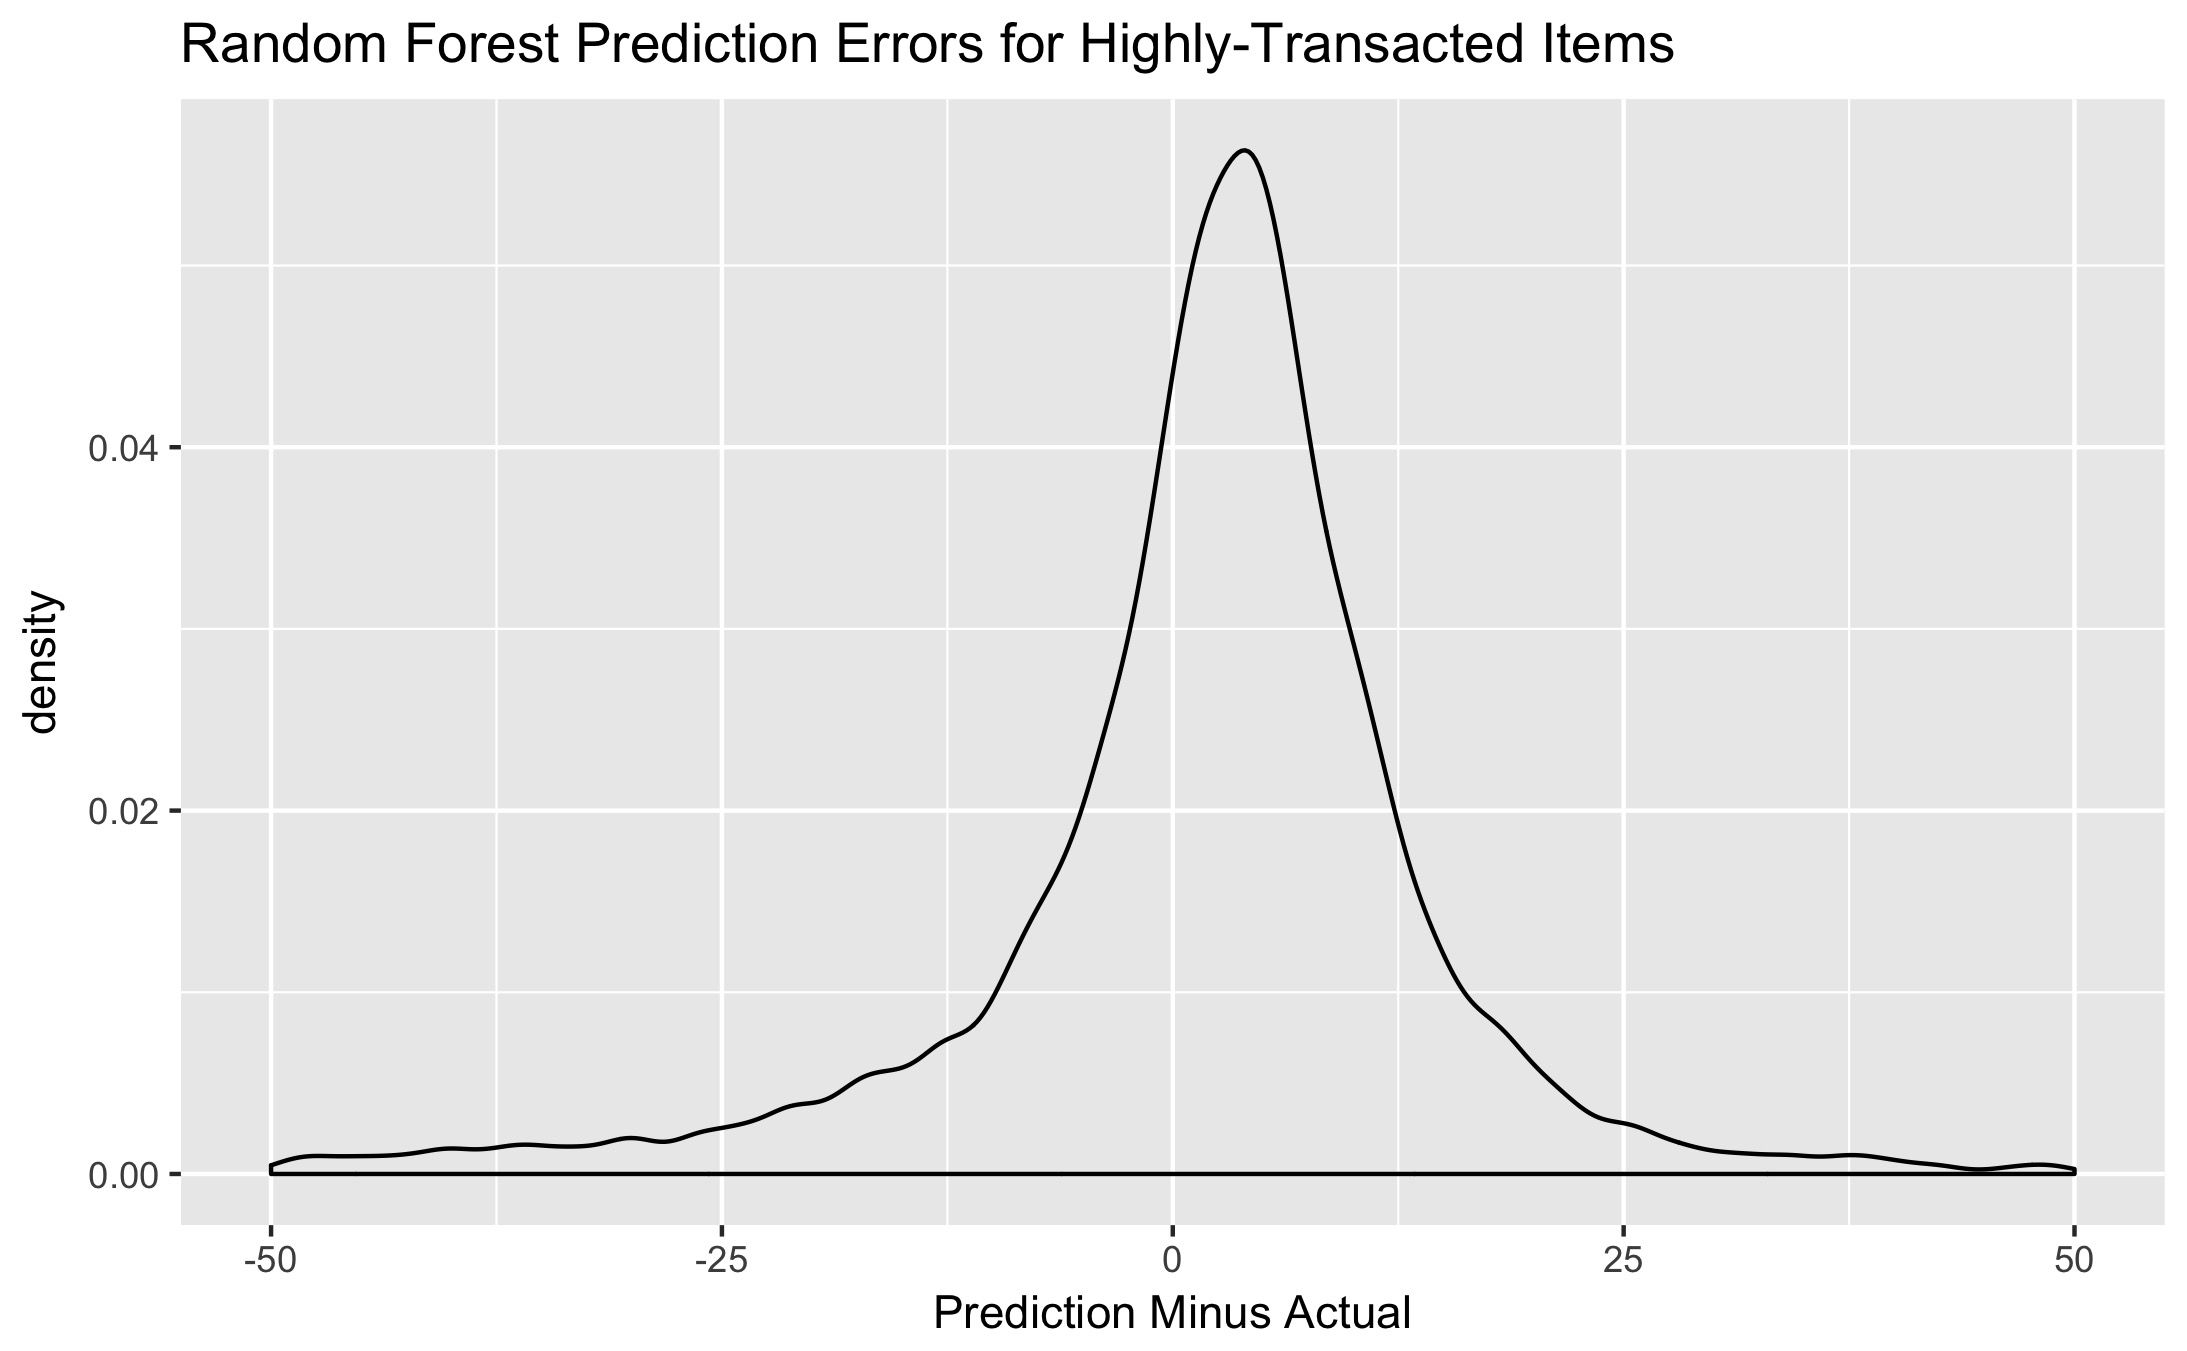 Random Forest Prediction Errors for Highly-Transacted Items
density
0.04
0.02
0.00
-50 -25 0 25 50
Prediction Minus Actual